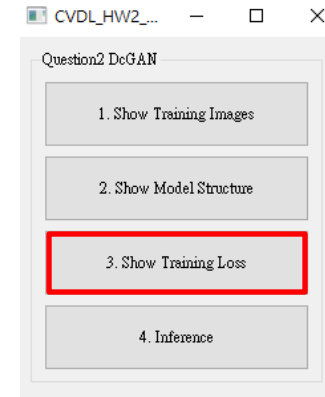 CVDL_HW2_...
Question2 DcGAN
1. Show Training Images
2. Show Model Structure
3. Show Training Loss
4. Inference